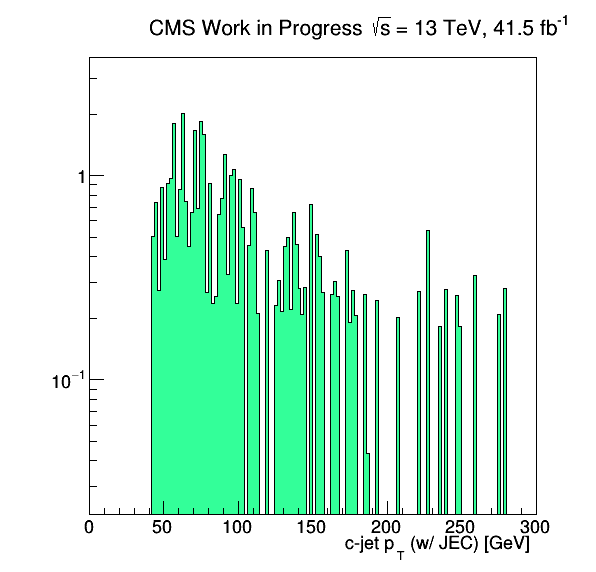 CMS Work in Progress √s = 13 TeV, 41.5 fb⁻¹
1
10⁻¹
0 50 100 150 200 250 300
c-jet p_T (w/ JEC) [GeV]